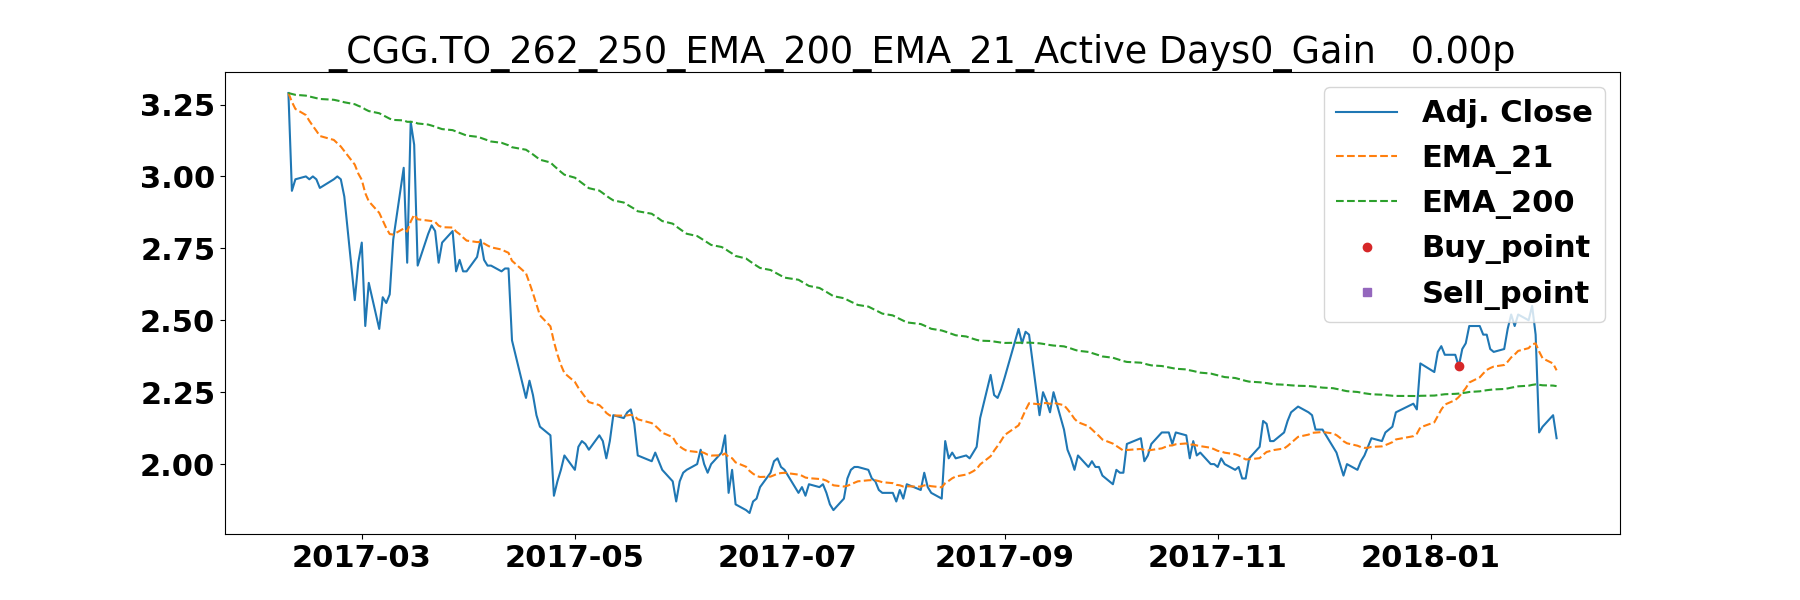 _CGG.TO_262_250_EMA_200_EMA_21_Active Days0_Gain   0.00p
3.25
3.00
2.75
2.50
2.25
2.00
Adj. Close
EMA_21
EMA_200
Buy_point
Sell_point
2017-03 2017-05 2017-07 2017-09 2017-11 2018-01